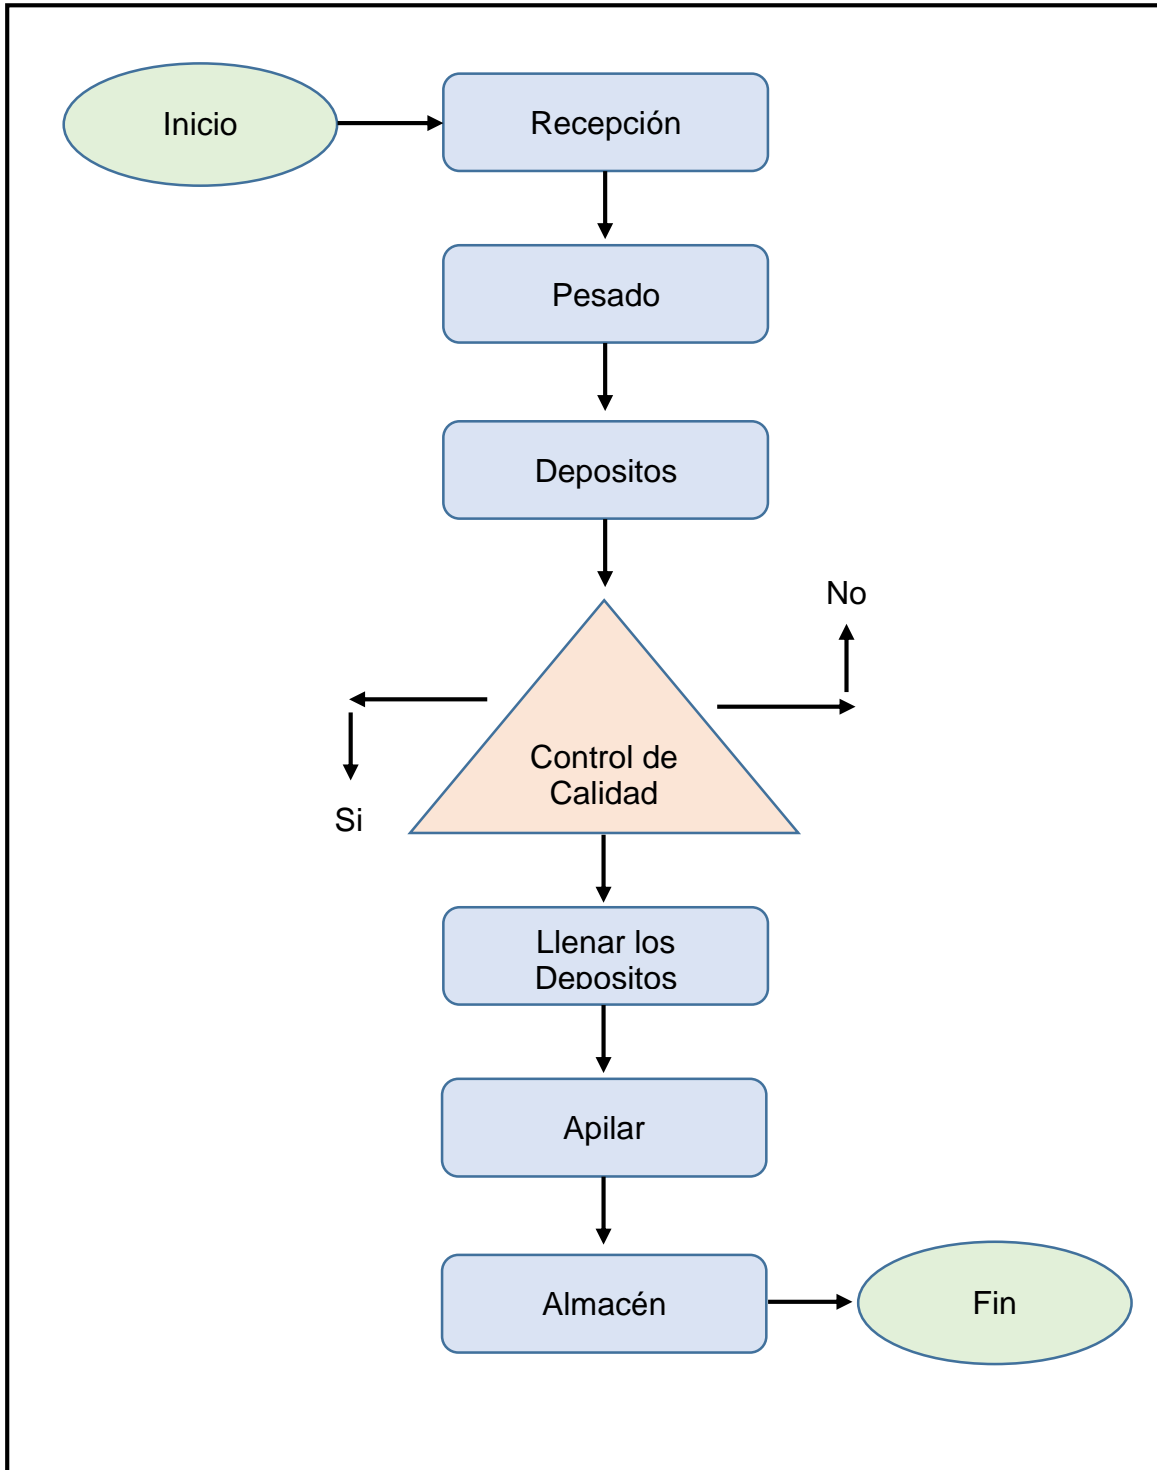 Inicio
Recepción
Pesado
Depositos
No
Control de
Calidad
Si
Llenar los
Depositos
Apilar
Almacén
Fin